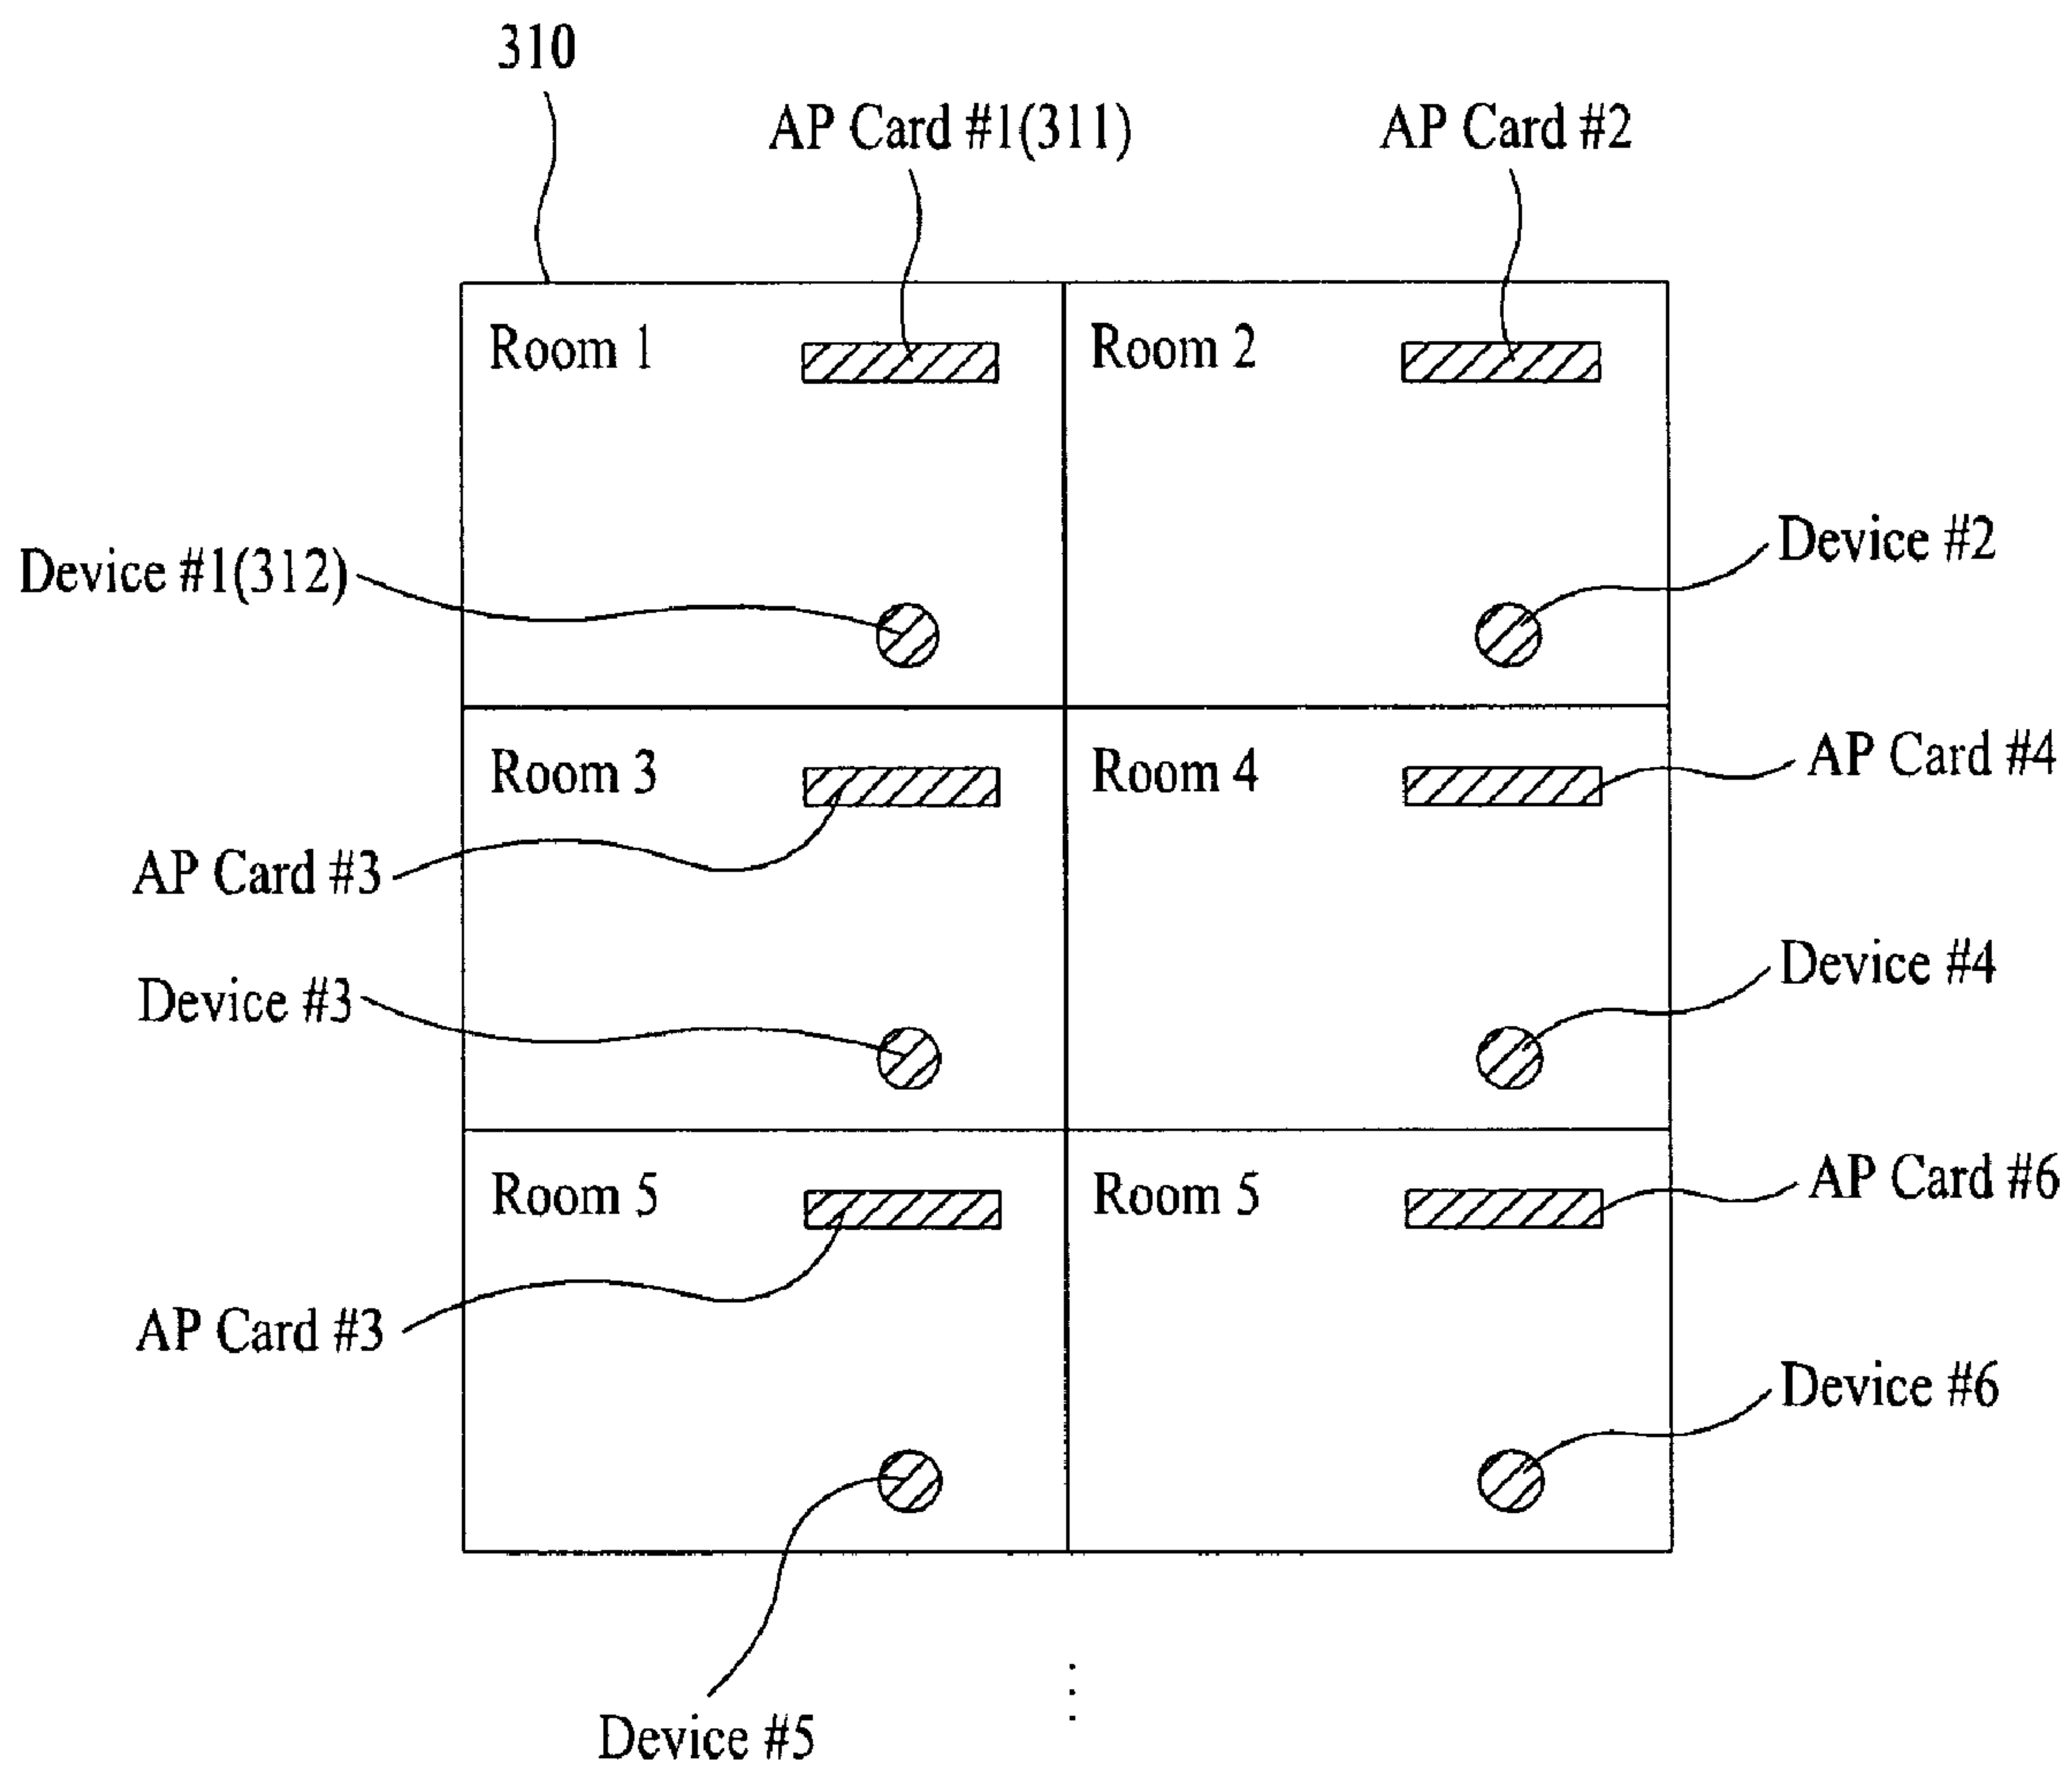 310
AP Card #1(311)
AP Card #2
Room 1
Room 2
Device #1(312)
Device #2
Room 3
Room 4
AP Card #4
AP Card #3
Device #3
Device #4
Room 5
Room 5
AP Card #6
AP Card #3
Device #6
Device #5